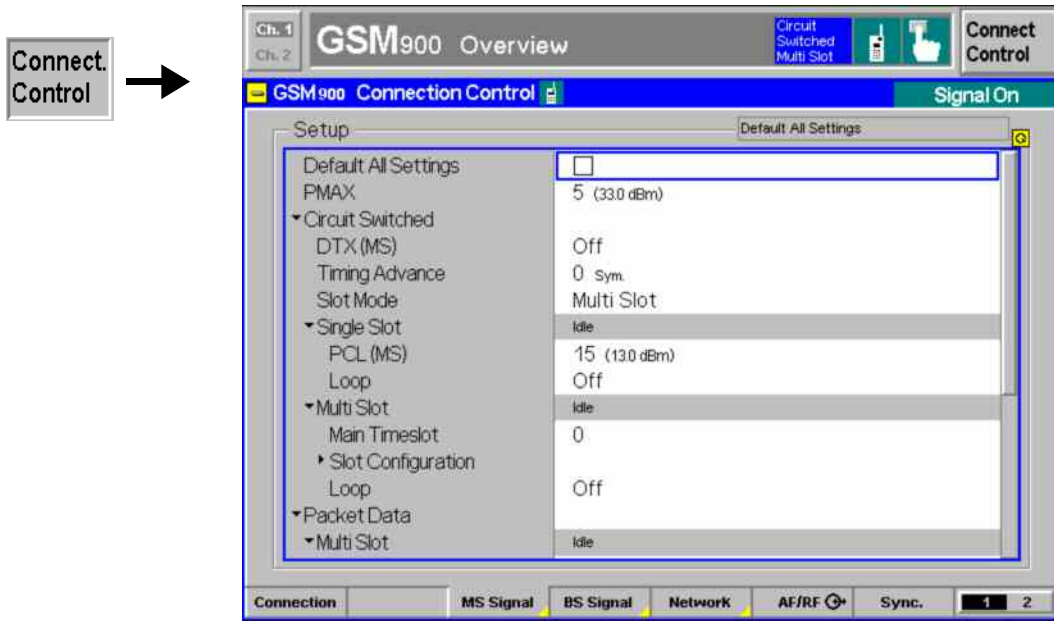 Connect.
Control
Ch. 1
Ch. 2
GSM900 Overview
Circuit
Switched
Multi Slot
Connect
Control
GSM900 Connection Control
Signal On
Setup
Default All Settings
Default All Settings
PMAX 5 (33.0 dBm)
Circuit Switched
DTX (MS) Off
Timing Advance 0 Sym.
Slot Mode Multi Slot
Single Slot Idle
PCL (MS) 15 (13.0 dBm)
Loop Off
Multi Slot Idle
Main Timeslot 0
Slot Configuration
Loop Off
Packet Data
Multi Slot Idle
Connection MS Signal BS Signal Network AF/RF Sync. 1 2